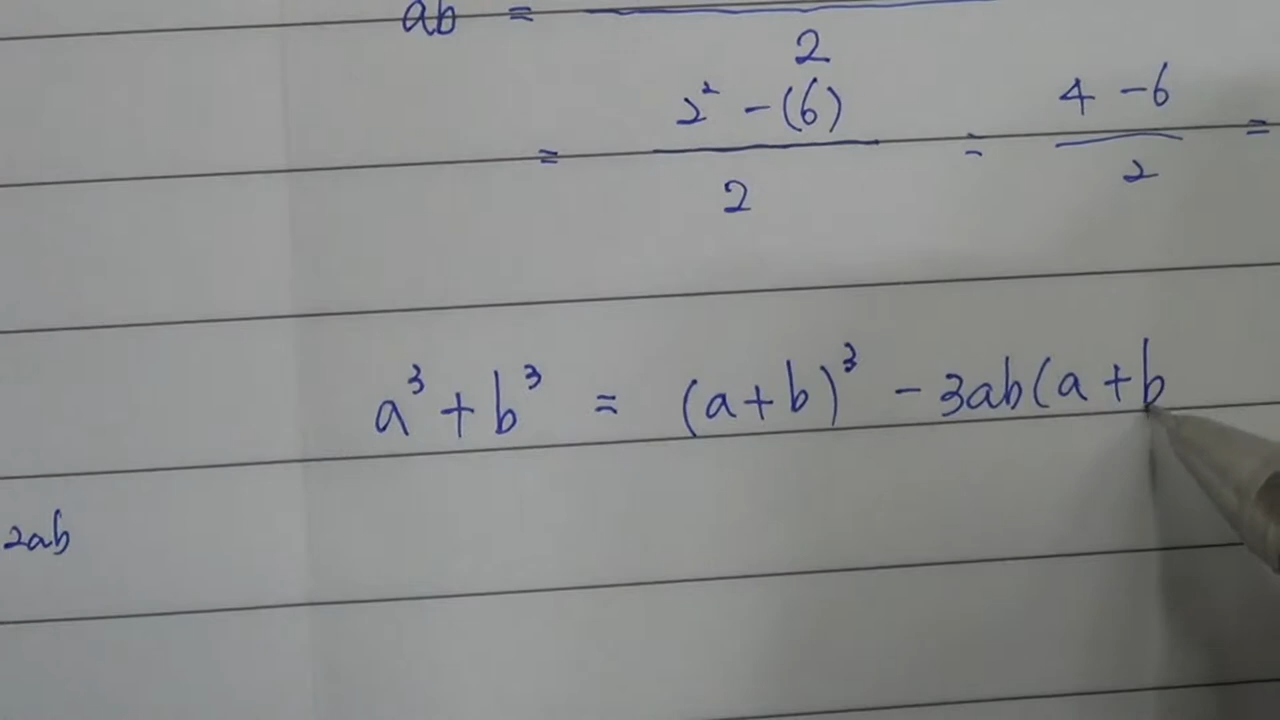 ab = ――― / 2
= (2² - (6)) / 2 = (4 - 6) / 2 =
a³ + b³ = (a+b)³ - 3ab(a+b
2ab